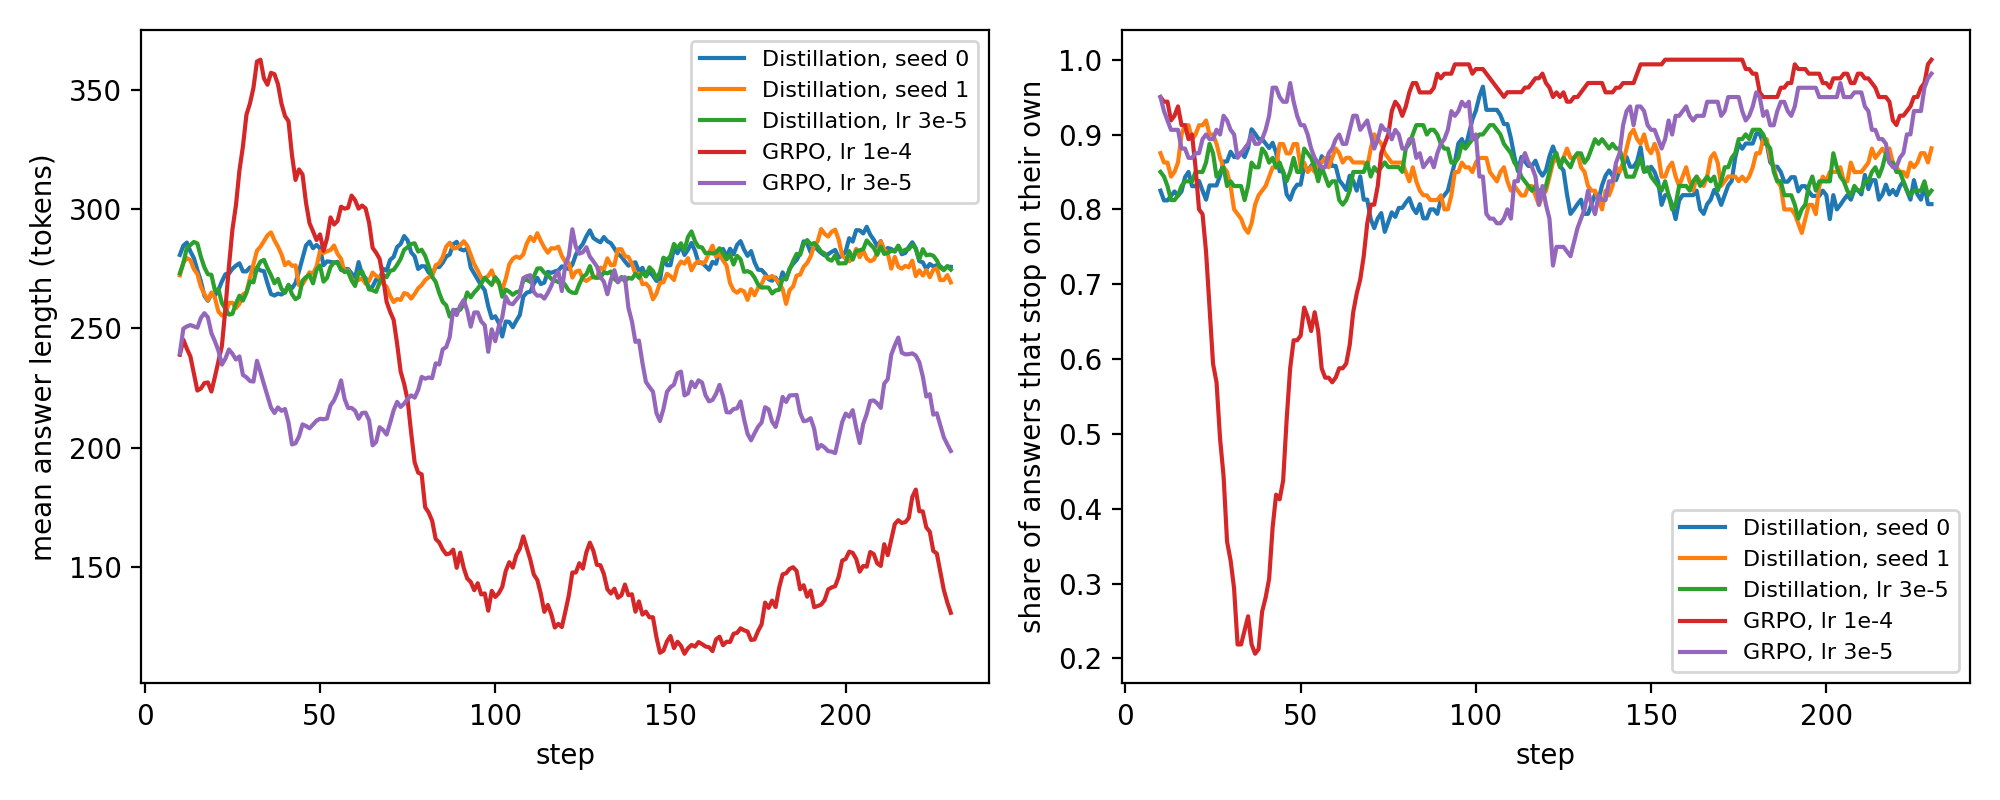 mean answer length (tokens)
350
300
250
200
150
0
50
100
150
200
step
Distillation, seed 0
Distillation, seed 1
Distillation, lr 3e-5
GRPO, lr 1e-4
GRPO, lr 3e-5
share of answers that stop on their own
1.0
0.9
0.8
0.7
0.6
0.5
0.4
0.3
0.2
0
50
100
150
200
step
Distillation, seed 0
Distillation, seed 1
Distillation, lr 3e-5
GRPO, lr 1e-4
GRPO, lr 3e-5